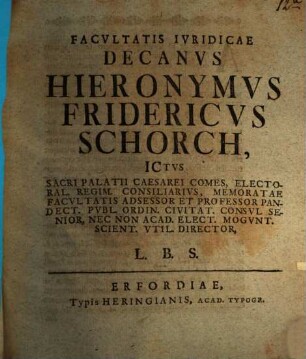 FACVLTATIS IVRIDICAE
DECANVS
HIERONYMVS
FRIDERICVS
SCHORCH,
ICTVS
SACRI PALATII CAESAREI COMES, ELECTO-
RAL. REGIM. CONSILIARIVS, MEMORATAE
FACVLTATIS ADSESSOR ET PROFESSOR PAN-
DECT. PVBL. ORDIN. CIVITAT. CONSVL SE-
NIOR, NEC NON ACAD. ELECT. MOGVNT.
SCIENT. VTIL. DIRECTOR,
L. B. S.
ERFORDIAE,
Typis HERINGIANIS, ACAD. TYPOGR.